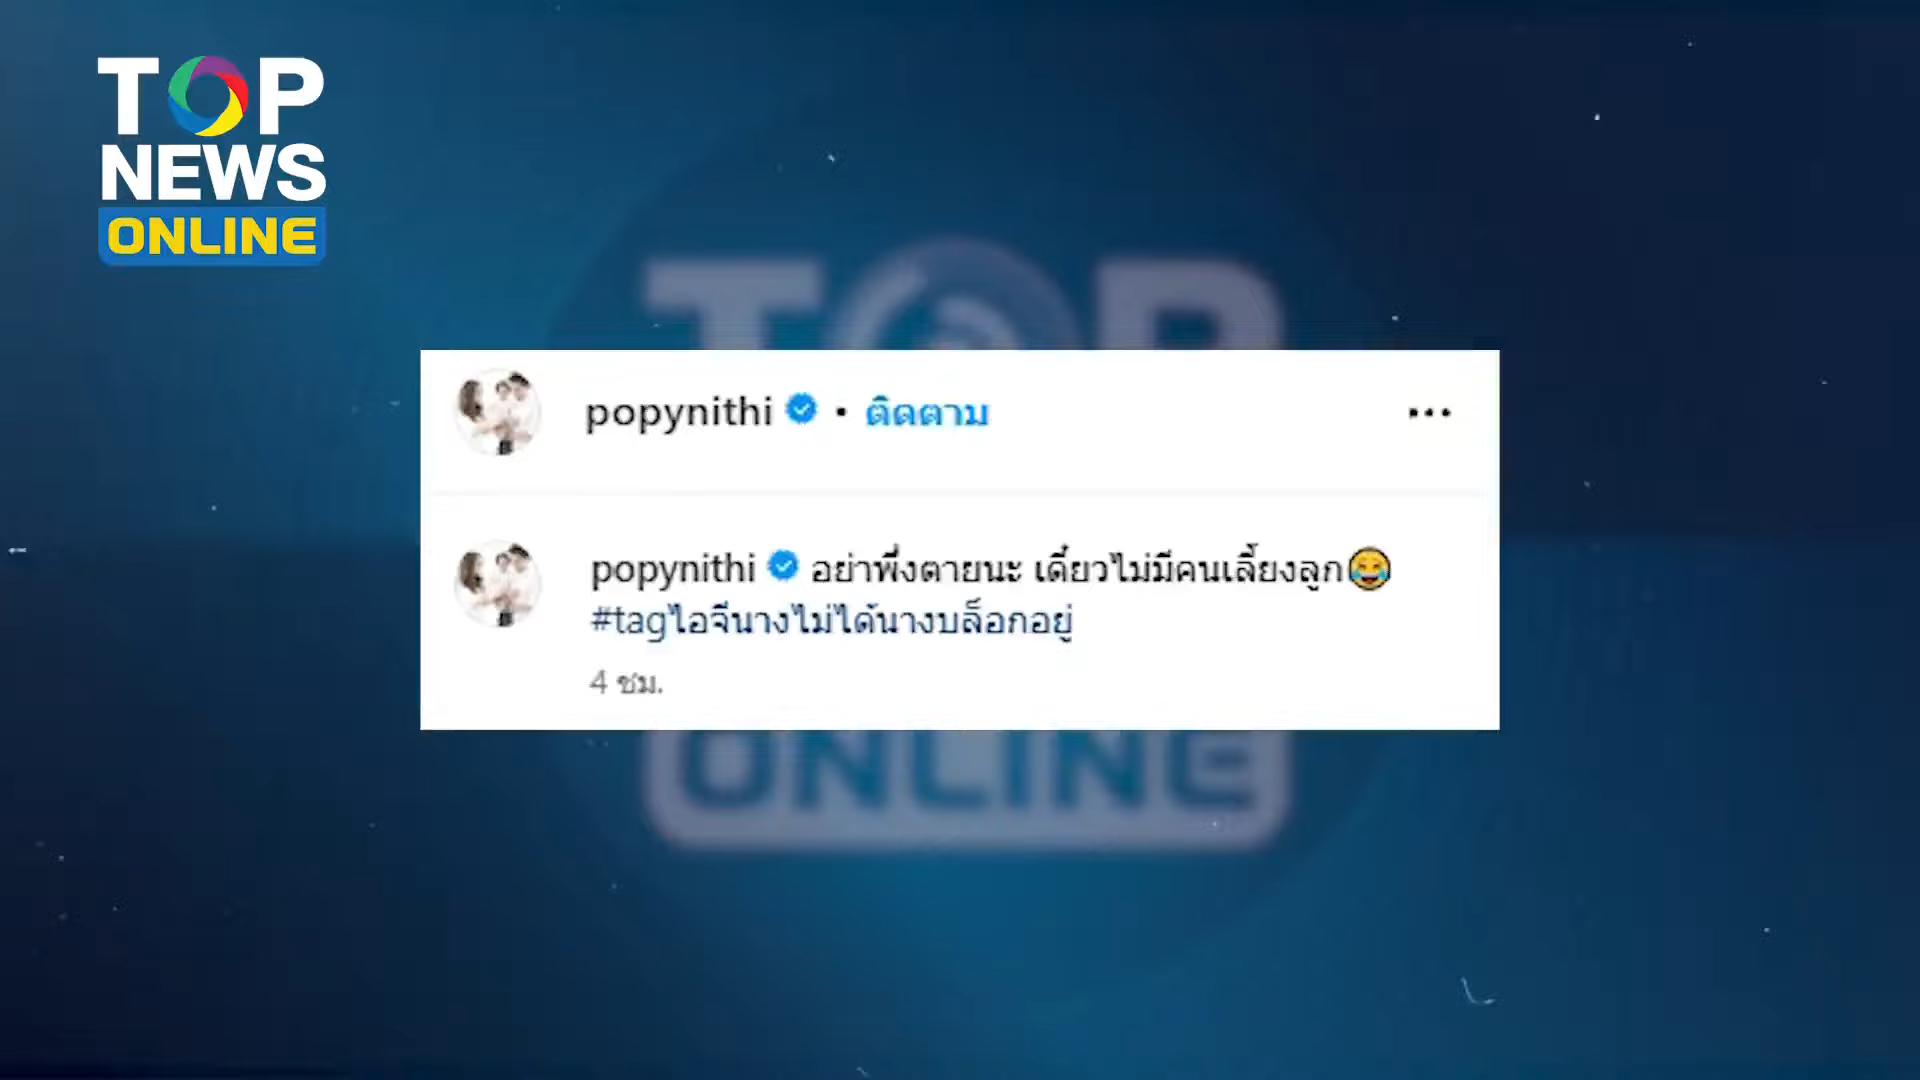 TOP
NEWS
ONLINE
TOP
popynithi • ติดตาม
popynithi อย่าพึ่งตายนะ เดี๋ยวไม่มีคนเลี้ยงลูก😂
#tagไอจีนางไม่ได้นางบล็อกอยู่
4 ชม.
ONLINE